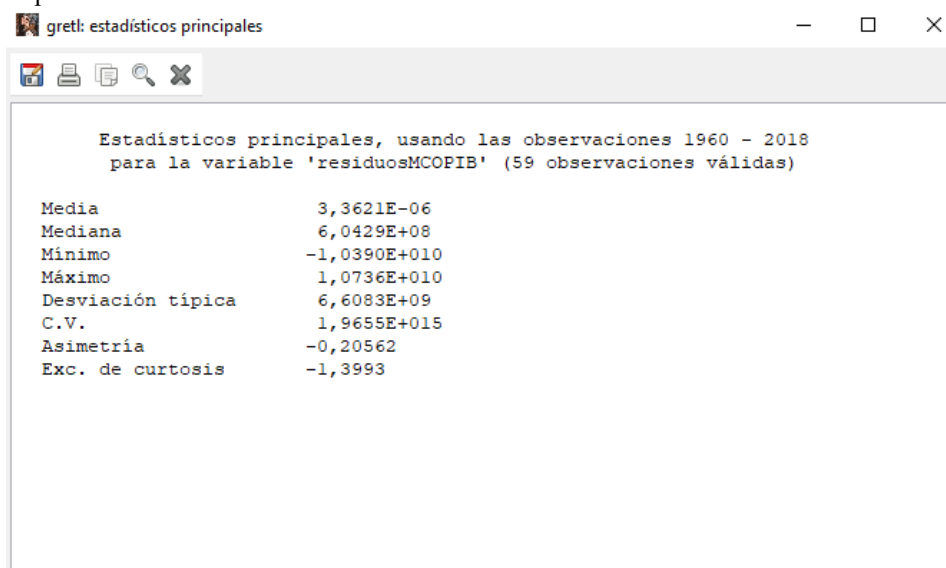 gretl: estadísticos principales
Estadísticos principales, usando las observaciones 1960 - 2018
para la variable 'residuosMCOPIB' (59 observaciones válidas)
Media 3,3621E-06
Mediana 6,0429E+08
Mínimo -1,0390E+010
Máximo 1,0736E+010
Desviación típica 6,6083E+09
C.V. 1,9655E+015
Asimetría -0,20562
Exc. de curtosis -1,3993